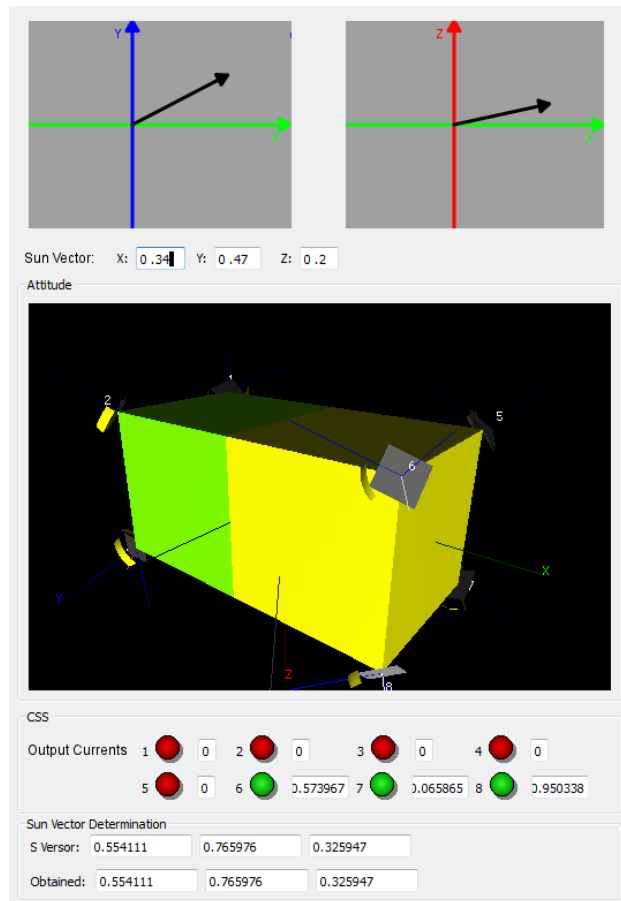 Y
X
Z
X
Sun Vector: X: 0.34 Y: 0.47 Z: 0.2
Attitude
1
2
5
6
X
7
Y
Z
8
CSS
Output Currents 1 0 2 0 3 0 4 0
5 0 6 0.573967 7 0.065865 8 0.950338
Sun Vector Determination
S Versor: 0.554111 0.765976 0.325947
Obtained: 0.554111 0.765976 0.325947